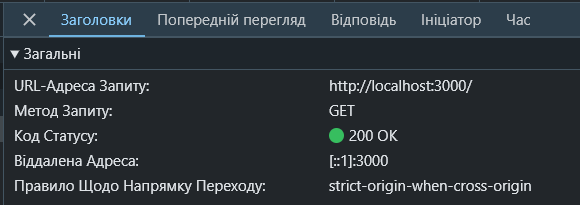 Заголовки Попередній перегляд Відповідь Ініціатор Час
Загальні
URL-Адреса Запиту: http://localhost:3000/
Метод Запиту: GET
Код Статусу: 200 OK
Віддалена Адреса: [::1]:3000
Правило Щодо Напрямку Переходу: strict-origin-when-cross-origin